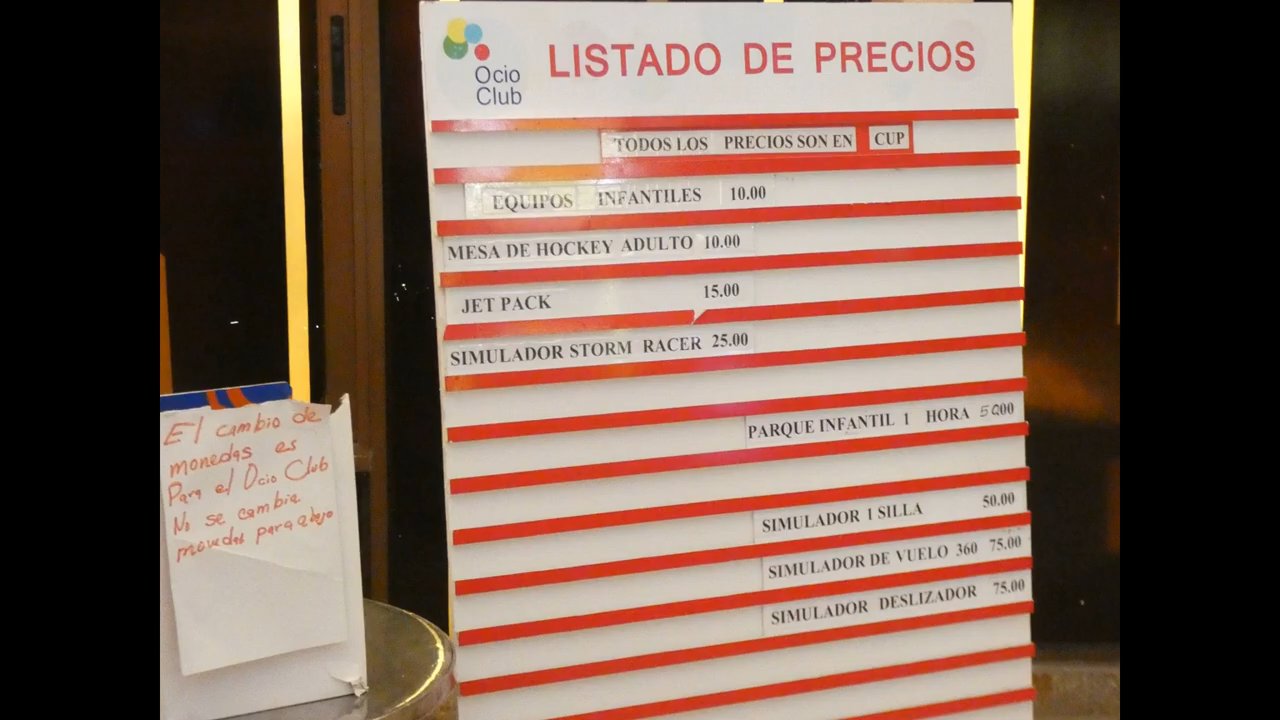 Ocio
Club
LISTADO DE PRECIOS
TODOS LOS PRECIOS SON EN CUP
EQUIPOS INFANTILES 10.00
MESA DE HOCKEY ADULTO 10.00
JET PACK 15.00
SIMULADOR STORM RACER 25.00
PARQUE INFANTIL 1 HORA 50.00
SIMULADOR 1 SILLA 50.00
SIMULADOR DE VUELO 360 75.00
SIMULADOR DESLIZADOR 75.00
El cambio de
monedas es
Para el Ocio Club
No se cambia
monedas para abajo